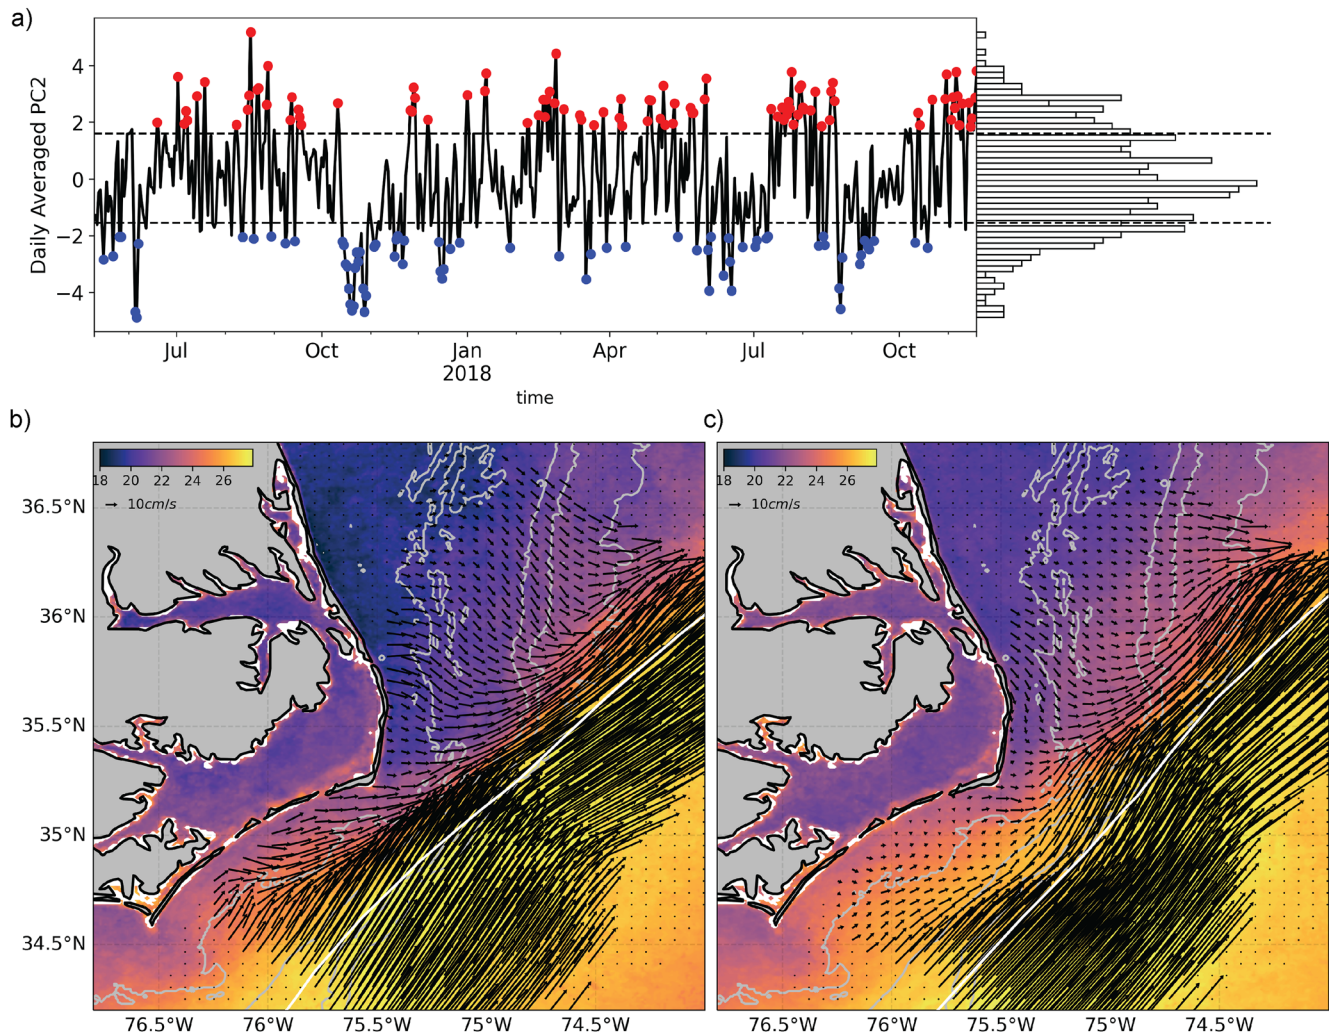 a)
Daily Averaged PC2
4
2
0
−2
−4
Jul Oct Jan Apr Jul Oct
2018
time
b)
c)
18 20 22 24 26
10cm/s
18 20 22 24 26
10cm/s
36.5°N
36°N
35.5°N
35°N
34.5°N
76.5°W 76°W 75.5°W 75°W 74.5°W
76.5°W 76°W 75.5°W 75°W 74.5°W